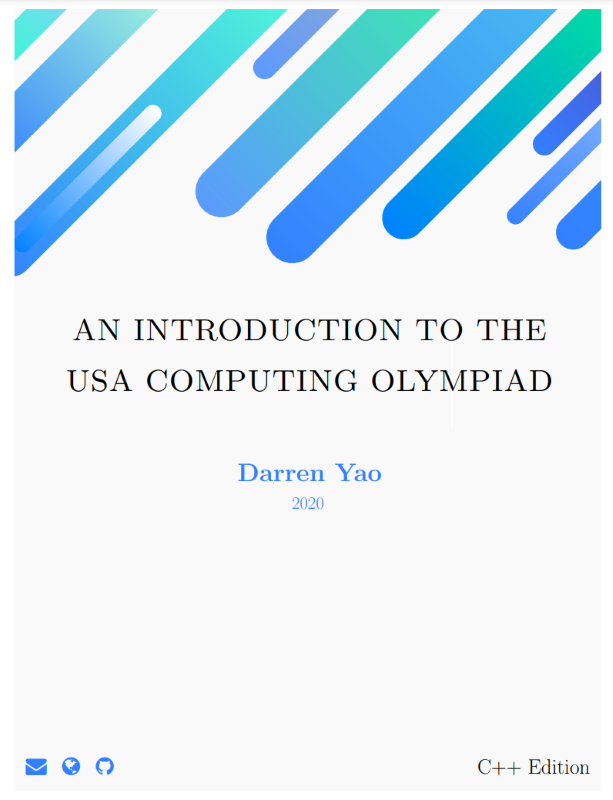 AN INTRODUCTION TO THE
USA COMPUTING OLYMPIAD
Darren Yao
2020
C++ Edition